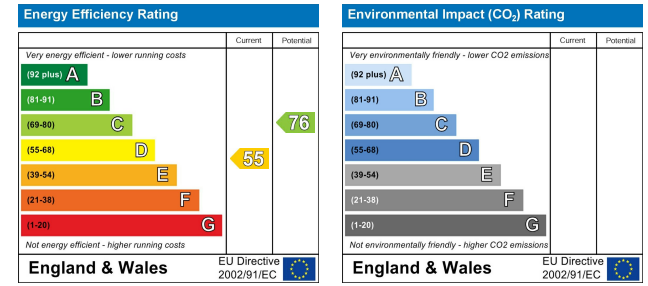 Energy Efficiency Rating
Current Potential
Very energy efficient - lower running costs
(92 plus) A
(81-91) B
(69-80) C
(55-68) D
(39-54) E
(21-38) F
(1-20) G
55
76
Not energy efficient - higher running costs
England & Wales
EU Directive
2002/91/EC
Environmental Impact (CO2) Rating
Current Potential
Very environmentally friendly - lower CO2 emissions
(92 plus) A
(81-91) B
(69-80) C
(55-68) D
(39-54) E
(21-38) F
(1-20) G
Not environmentally friendly - higher CO2 emissions
England & Wales
EU Directive
2002/91/EC